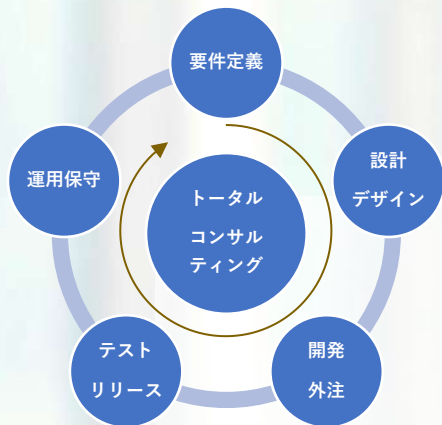 要件定義
設計
デザイン
開発
外注
テスト
リリース
運用保守
トータル
コンサル
ティング